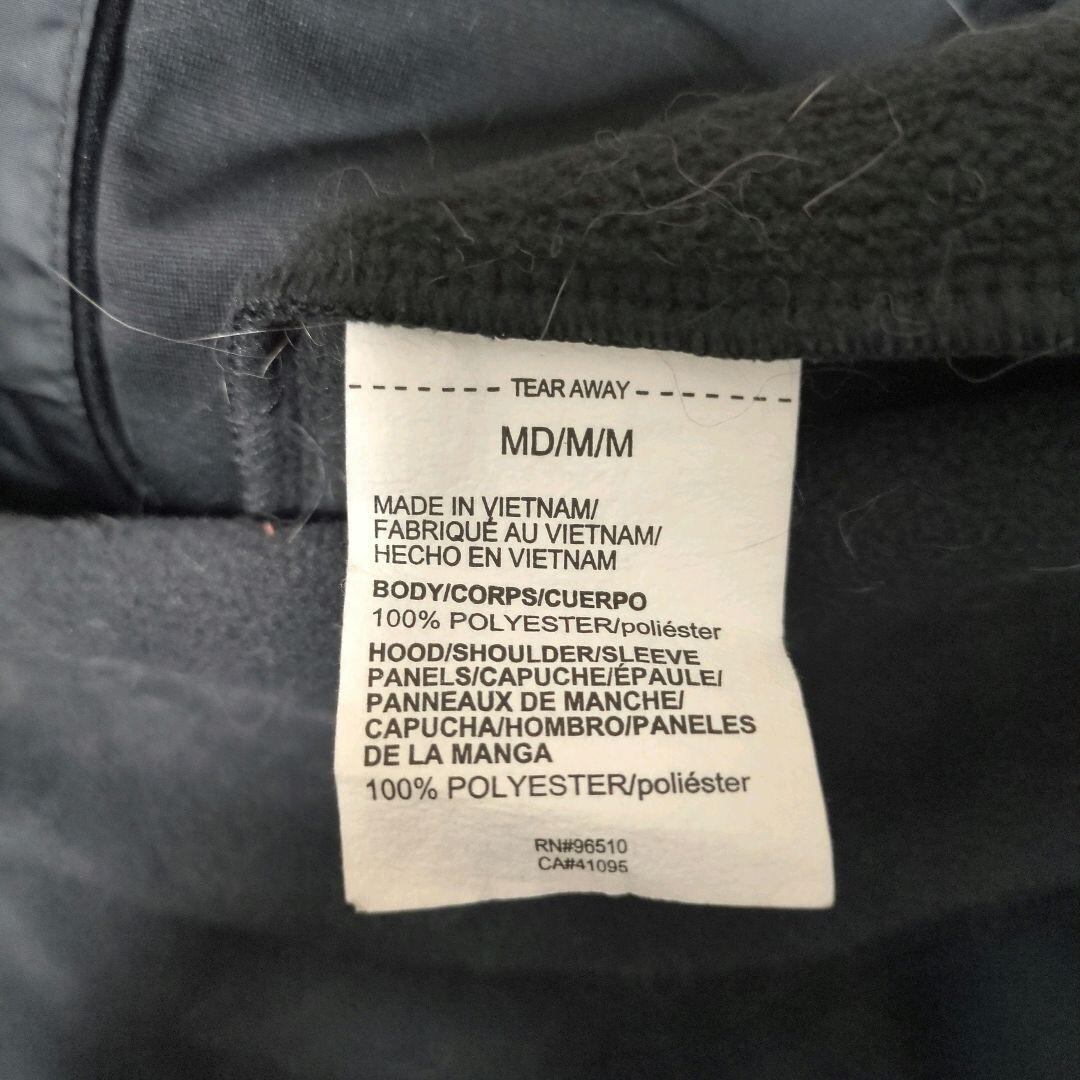 TEAR AWAY
MD/M/M
MADE IN VIETNAM/
FABRIQUÉ AU VIETNAM/
HECHO EN VIETNAM
BODY/CORPS/CUERPO
100% POLYESTER/poliéster
HOOD/SHOULDER/SLEEVE
PANELS/CAPUCHE/ÉPAULE/
PANNEAUX DE MANCHE/
CAPUCHA/HOMBRO/PANELES
DE LA MANGA
100% POLYESTER/poliéster
RN#96510
CA#41095